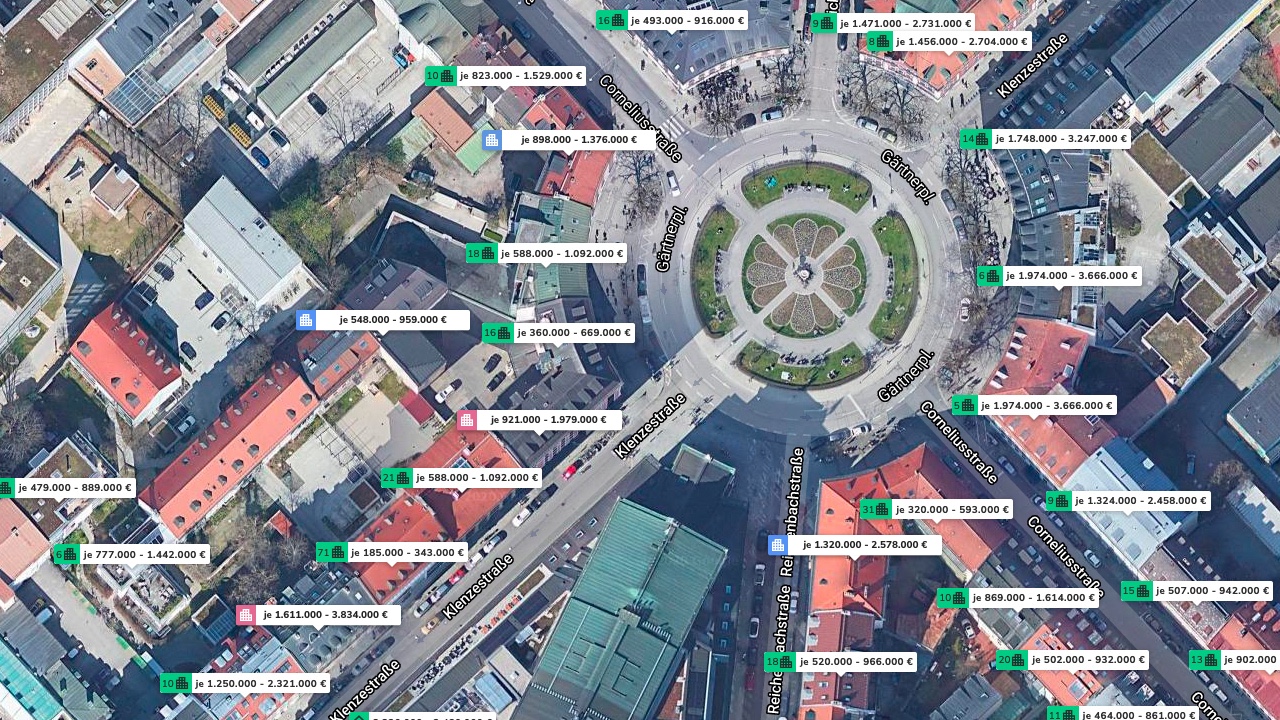 16 je 493.000 - 916.000 €
9 je 1.471.000 - 2.731.000 €
8 je 1.456.000 - 2.704.000 €
Klenzestraße
10 je 823.000 - 1.529.000 €
Corneliusstraße
je 898.000 - 1.376.000 €
14 je 1.748.000 - 3.247.000 €
Gärtnerpl.
Gärtnerpl.
18 je 588.000 - 1.092.000 €
6 je 1.974.000 - 3.666.000 €
je 548.000 - 959.000 €
16 je 360.000 - 669.000 €
Gärtnerpl.
5 je 1.974.000 - 3.666.000 €
je 921.000 - 1.979.000 €
Klenzestraße
Corneliusstraße
21 je 588.000 - 1.092.000 €
je 479.000 - 889.000 €
9 je 1.324.000 - 2.458.000 €
31 je 320.000 - 593.000 €
Reichenbachstraße
je 1.320.000 - 2.578.000 €
6 je 777.000 - 1.442.000 €
71 je 185.000 - 343.000 €
Corneliusstraße
Klenzestraße
15 je 507.000 - 942.000 €
10 je 869.000 - 1.614.000 €
je 1.611.000 - 3.834.000 €
Reichenbachstraße
18 je 520.000 - 966.000 €
20 je 502.000 - 932.000 €
13 je 902.000
10 je 1.250.000 - 2.321.000 €
Klenzestraße
11 je 464.000 - 861.000 €